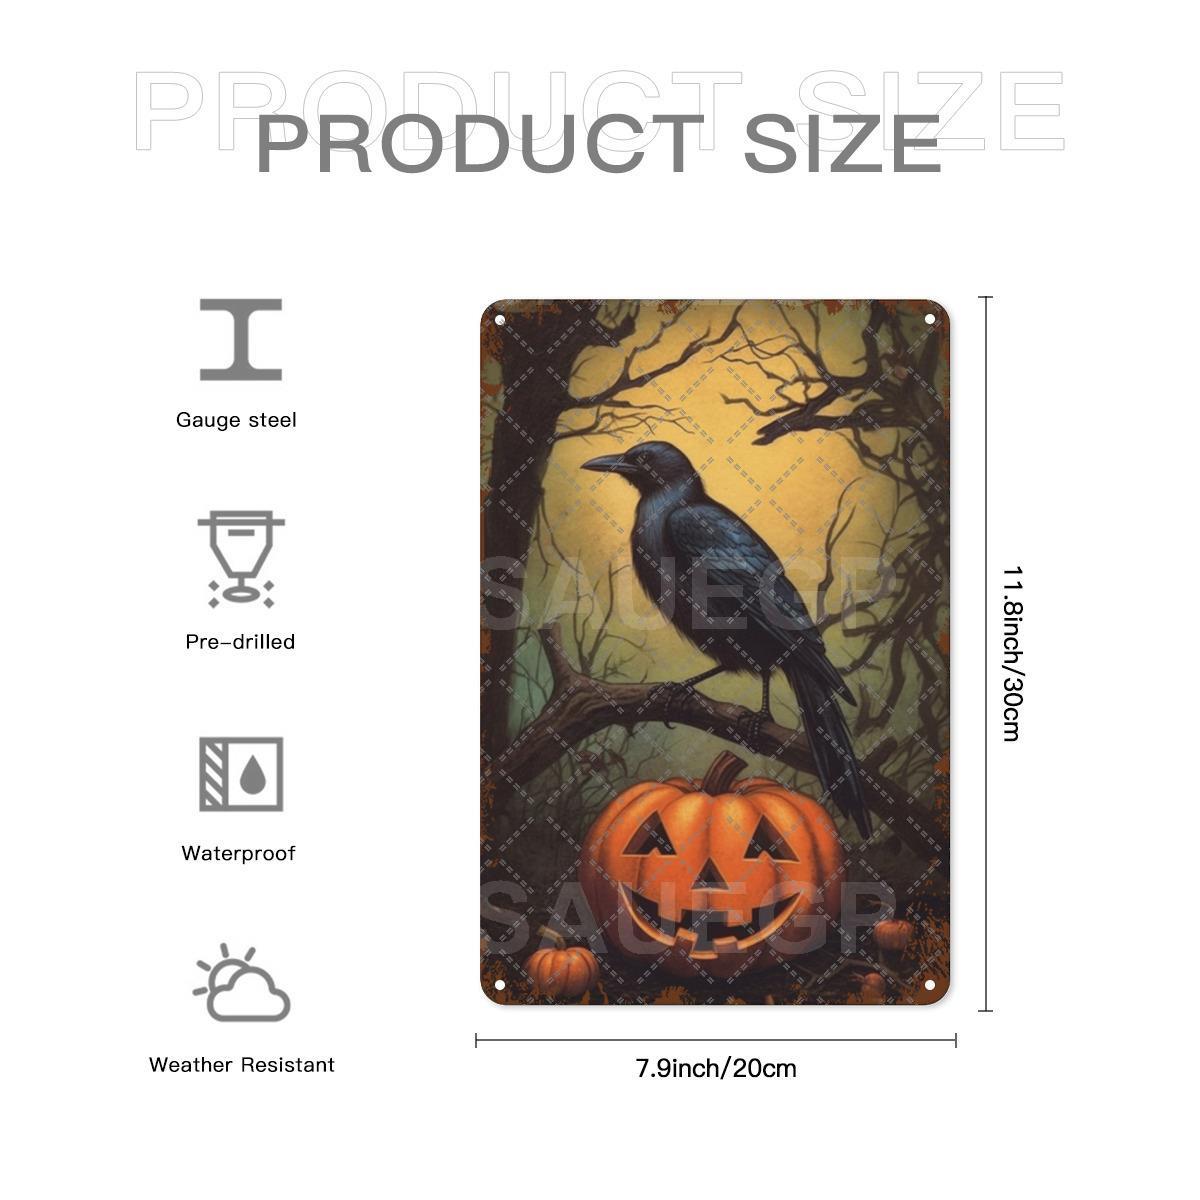 PRODUCT SIZE
PRODUCT SIZE
Gauge steel
Pre-drilled
Waterproof
Weather Resistant
SAUEGP
SAUEGP
11.8inch/30cm
7.9inch/20cm